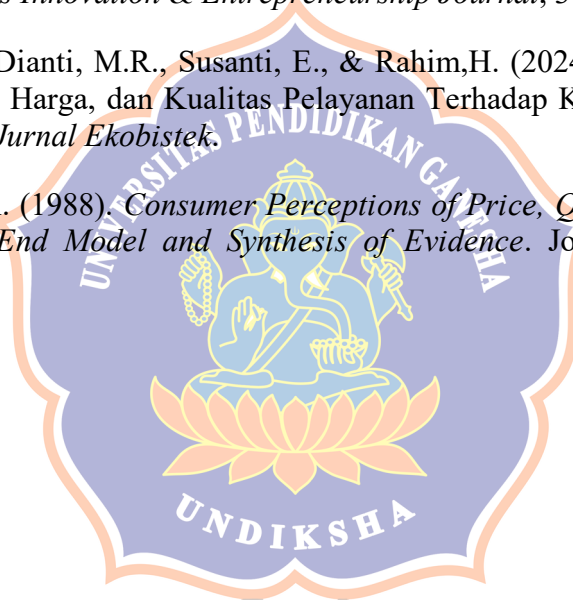 s Innovation & Entrepreneurship Journal, 3
Dianti, M.R., Susanti, E., & Rahim,H. (2024
Harga, dan Kualitas Pelayanan Terhadap K
Jurnal Ekobistek.
(1988). Consumer Perceptions of Price, Q
End Model and Synthesis of Evidence. Jo
UNIVERSITAS PENDIDIKAN GANESHA
UNDIKSHA